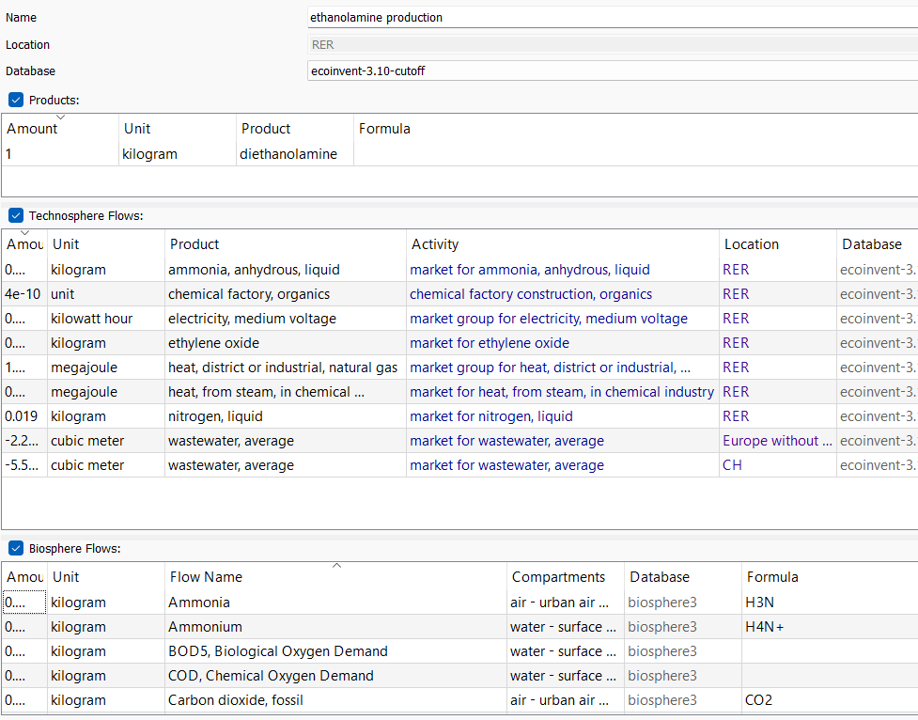 Name ethanolamine production
Location RER
Database ecoinvent-3.10-cutoff
Products:
Amount Unit Product Formula
1 kilogram diethanolamine
Technosphere Flows:
Amou Unit Product Activity Location Database
0.... kilogram ammonia, anhydrous, liquid market for ammonia, anhydrous, liquid RER ecoinvent-3.
4e-10 unit chemical factory, organics chemical factory construction, organics RER ecoinvent-3.
0.... kilowatt hour electricity, medium voltage market group for electricity, medium voltage RER ecoinvent-3.
0.... kilogram ethylene oxide market for ethylene oxide RER ecoinvent-3.
1.... megajoule heat, district or industrial, natural gas market group for heat, district or industrial, ... RER ecoinvent-3.
0.... megajoule heat, from steam, in chemical ... market for heat, from steam, in chemical industry RER ecoinvent-3.
0.019 kilogram nitrogen, liquid market for nitrogen, liquid RER ecoinvent-3.
-2.2... cubic meter wastewater, average market for wastewater, average Europe without ... ecoinvent-3.
-5.5... cubic meter wastewater, average market for wastewater, average CH ecoinvent-3.
Biosphere Flows:
Amou Unit Flow Name Compartments Database Formula
0.... kilogram Ammonia air - urban air ... biosphere3 H3N
0.... kilogram Ammonium water - surface ... biosphere3 H4N+
0.... kilogram BOD5, Biological Oxygen Demand water - surface ... biosphere3
0.... kilogram COD, Chemical Oxygen Demand water - surface ... biosphere3
0.... kilogram Carbon dioxide, fossil air - urban air ... biosphere3 CO2